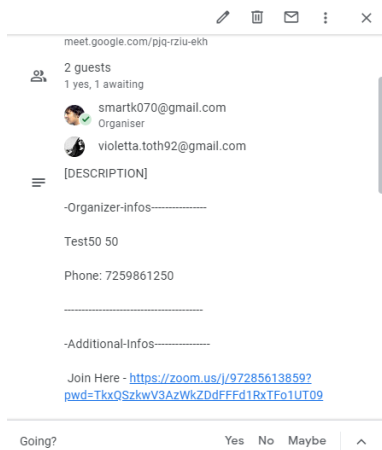 meet.google.com/pjq-rziu-ekh
2 guests
1 yes, 1 awaiting
smartk070@gmail.com
Organiser
violetta.toth92@gmail.com
[DESCRIPTION]
-Organizer-infos----------------
Test50 50
Phone: 7259861250
----------------------------------------
-Additional-Infos----------------
Join Here - https://zoom.us/j/97285613859?
pwd=TkxQSzkwV3AzWkZDdFFFd1RxTFo1UT09
Going?
Yes No Maybe